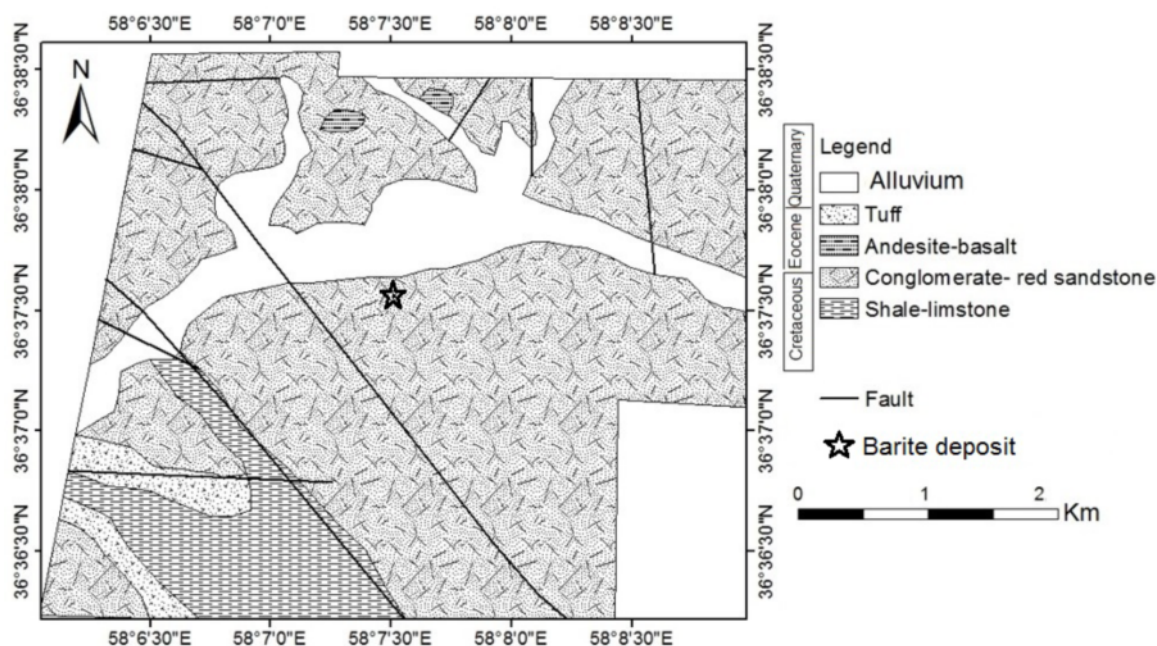 58°6'30"E 58°7'0"E 58°7'30"E 58°8'0"E 58°8'30"E
36°38'30"N 36°38'30"N
N
36°38'0"N 36°38'0"N
36°37'30"N 36°37'30"N
36°37'0"N 36°37'0"N
36°36'30"N 36°36'30"N
58°6'30"E 58°7'0"E 58°7'30"E 58°8'0"E 58°8'30"E
Legend
Quaternary
Alluvium
Eocene
Tuff
Andesite-basalt
Cretaceous
Conglomerate- red sandstone
Shale-limstone
Fault
Barite deposit
0 1 2
Km